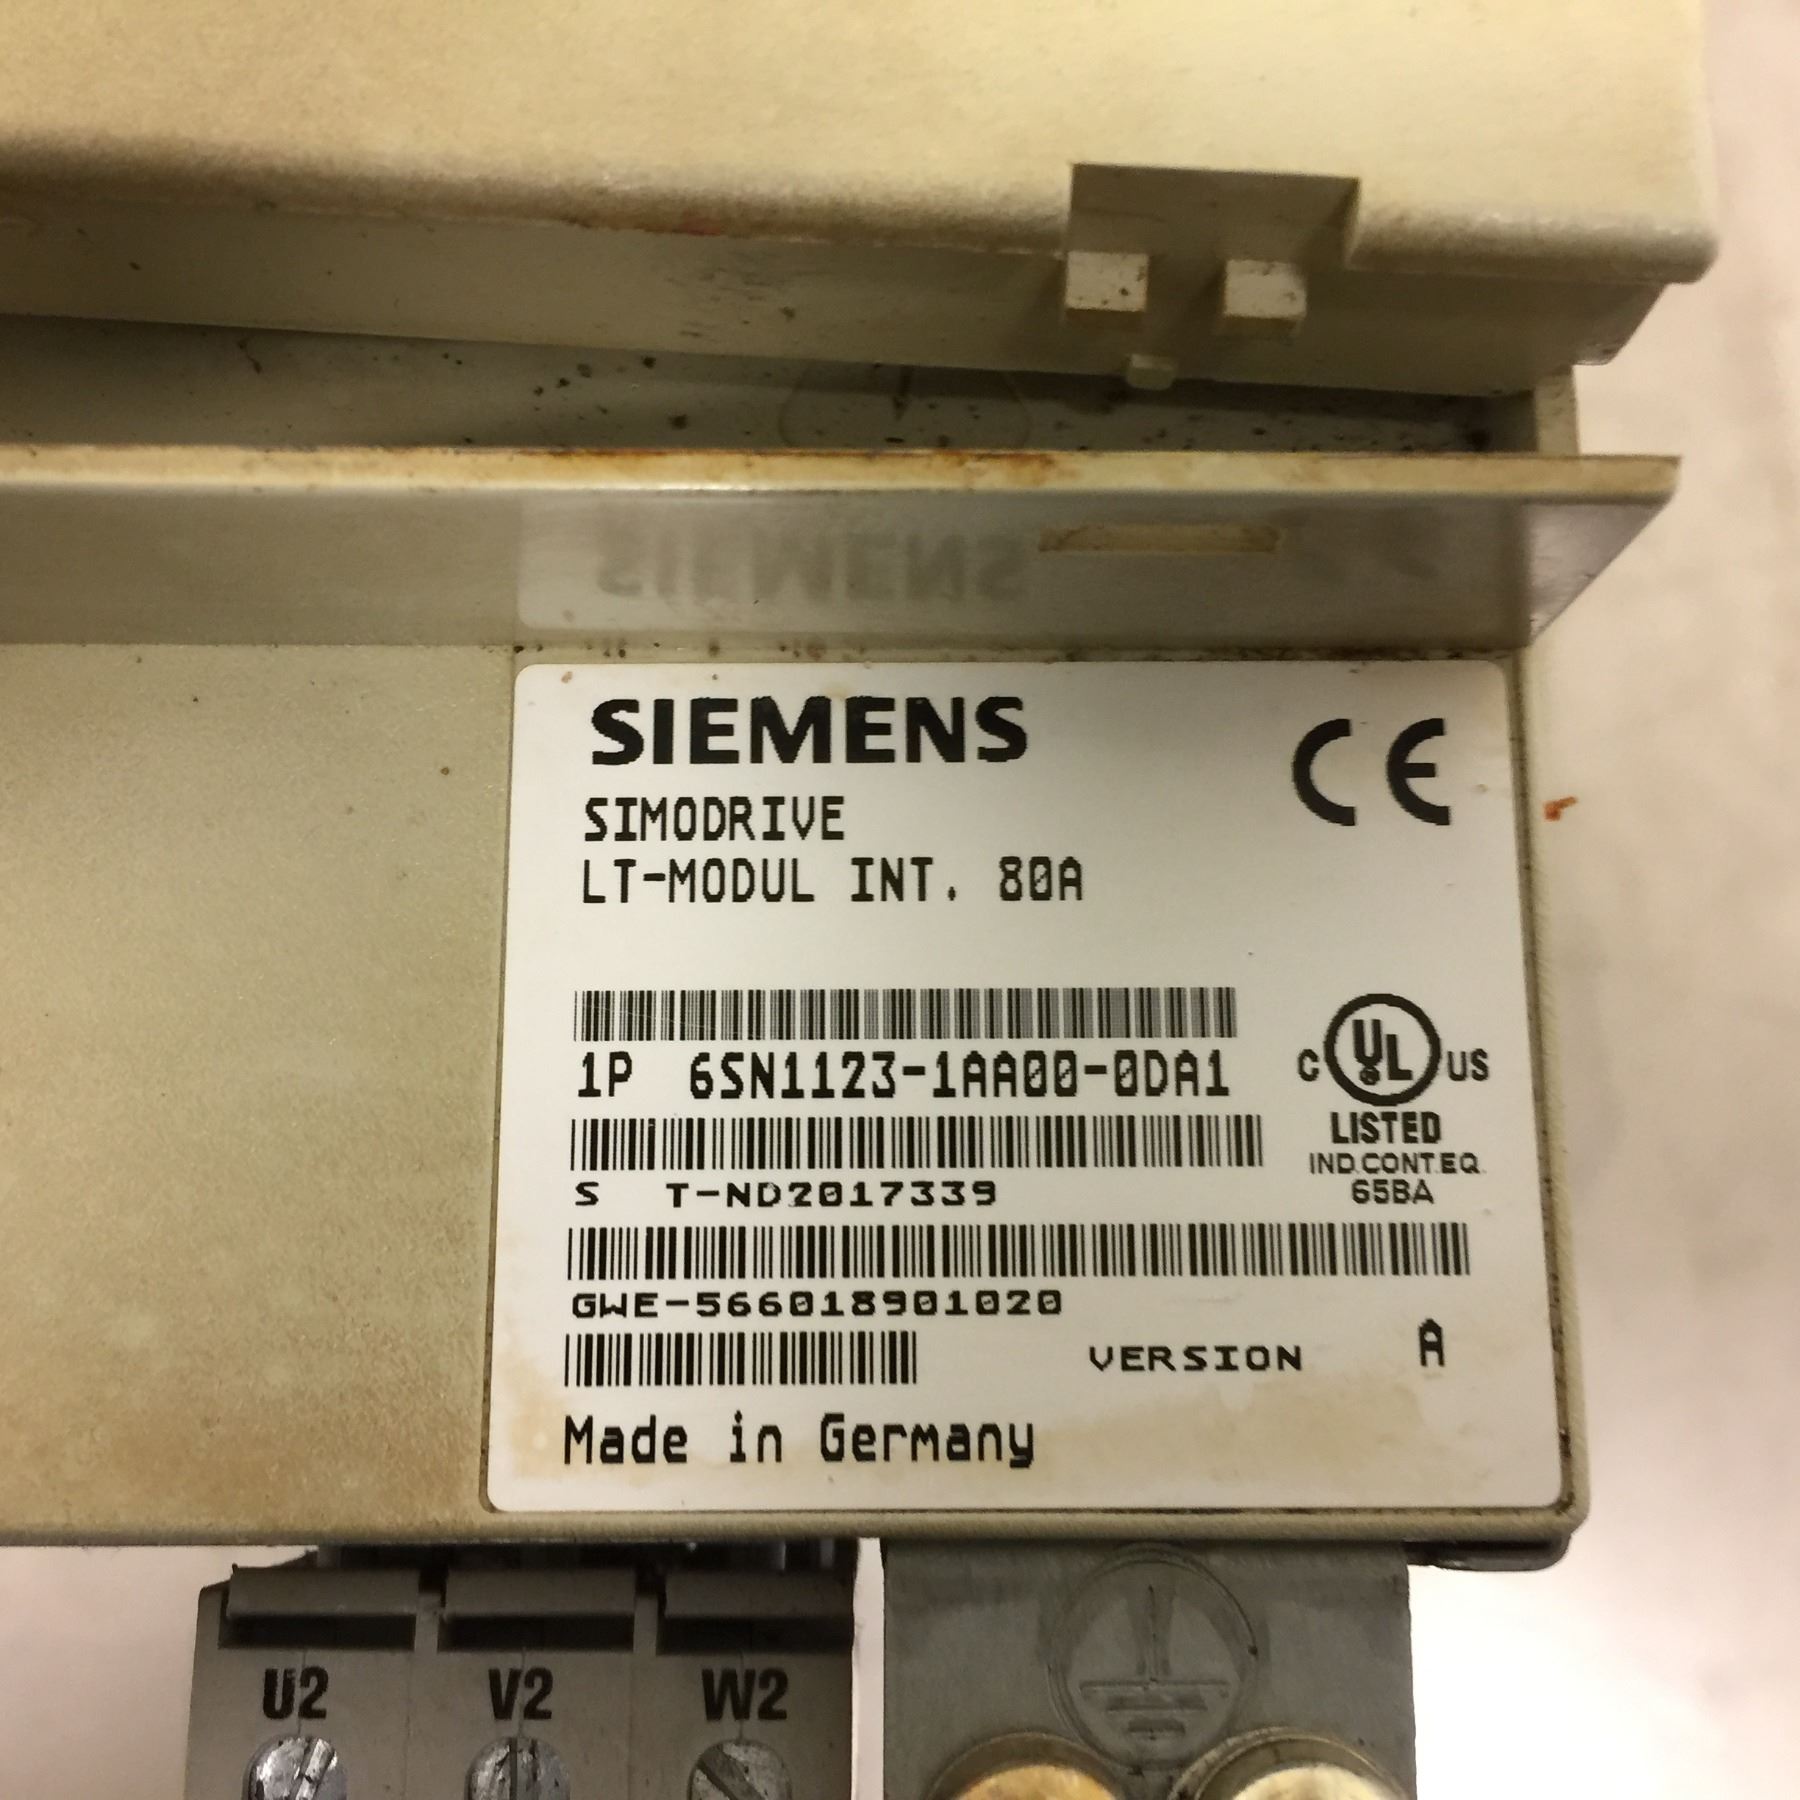 SIEMENS
CE
SIMODRIVE
LT-MODUL INT. 80A
1P 6SN1123-1AA00-0DA1
C UL US
LISTED
IND.CONT.EQ.
65BA
S T-ND2017339
GWE-566018901020
VERSION A
Made in Germany
U2 V2 W2